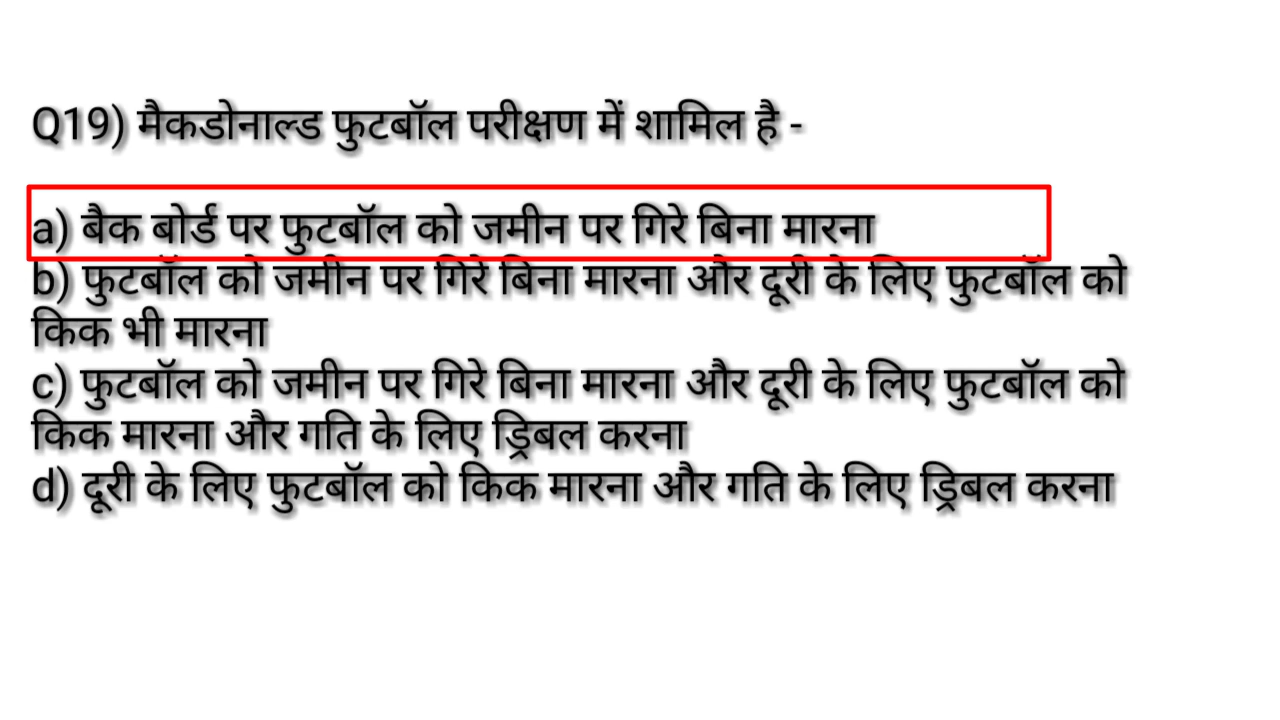 Q19) मैकडोनाल्ड फुटबॉल परीक्षण में शामिल है -
a) बैक बोर्ड पर फुटबॉल को जमीन पर गिरे बिना मारना
b) फुटबॉल को जमीन पर गिरे बिना मारना और दूरी के लिए फुटबॉल को
किक भी मारना
c) फुटबॉल को जमीन पर गिरे बिना मारना और दूरी के लिए फुटबॉल को
किक मारना और गति के लिए ड्रिबल करना
d) दूरी के लिए फुटबॉल को किक मारना और गति के लिए ड्रिबल करना